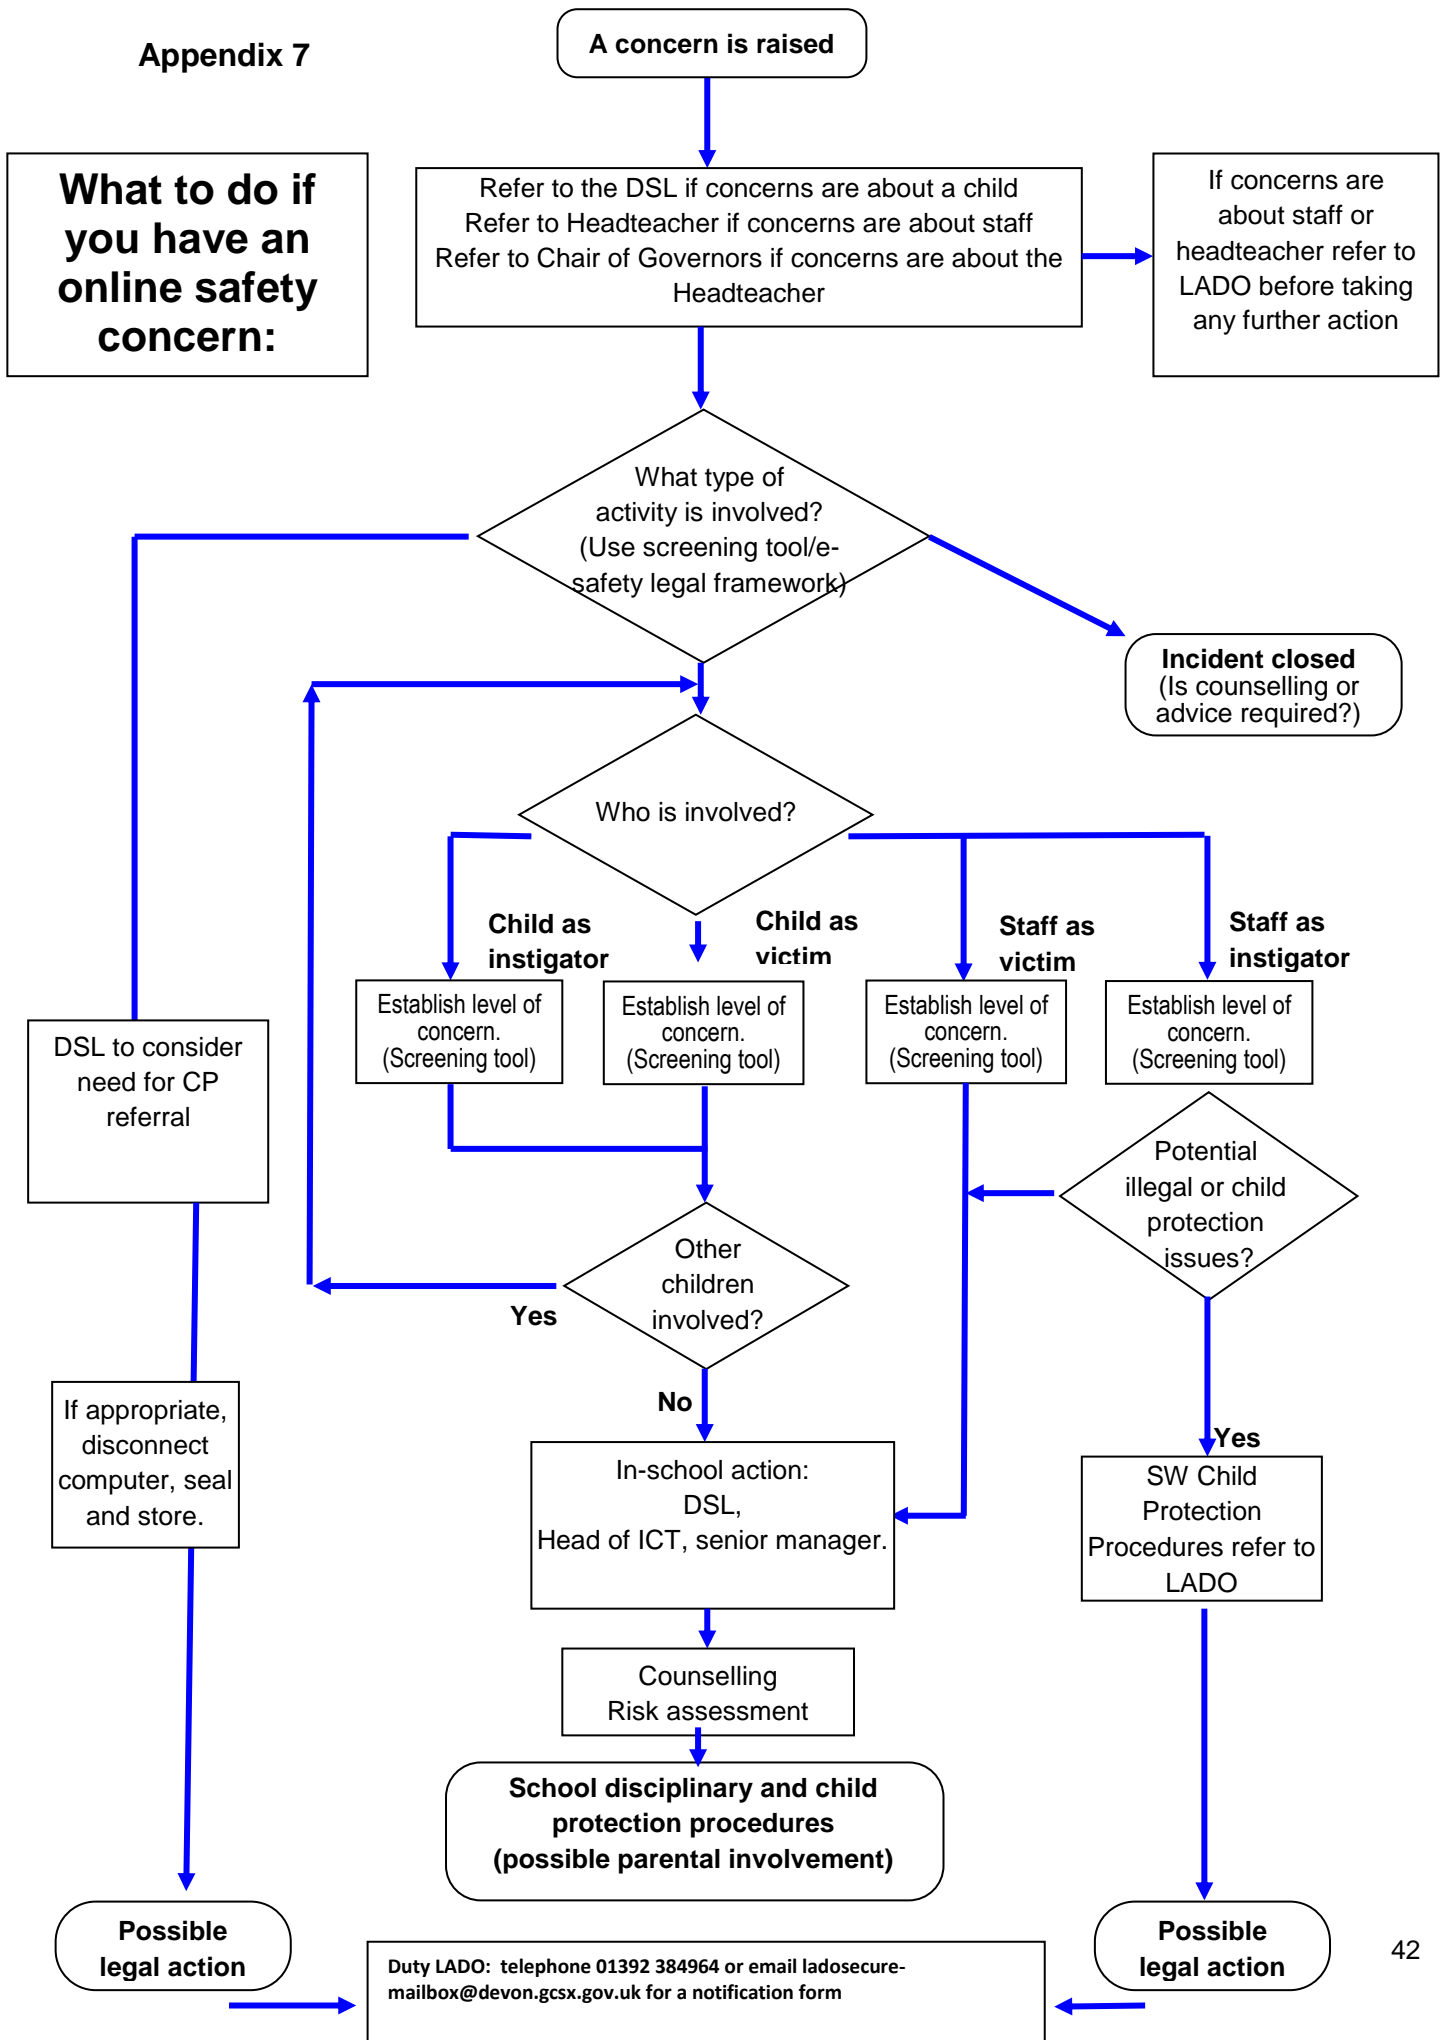 Appendix 7
A concern is raised
What to do if
you have an
online safety
concern:
Refer to the DSL if concerns are about a child
Refer to Headteacher if concerns are about staff
Refer to Chair of Governors if concerns are about the
Headteacher
If concerns are
about staff or
headteacher refer to
LADO before taking
any further action
What type of
activity is involved?
(Use screening tool/e-
safety legal framework)
Incident closed
(Is counselling or
advice required?)
Who is involved?
Child as
instigator
Child as
victim
Staff as
victim
Staff as
instigator
Establish level of
concern.
(Screening tool)
Establish level of
concern.
(Screening tool)
Establish level of
concern.
(Screening tool)
Establish level of
concern.
(Screening tool)
DSL to consider
need for CP
referral
Potential
illegal or child
protection
issues?
Other
children
involved?
Yes
No
Yes
If appropriate,
disconnect
computer, seal
and store.
In-school action:
DSL,
Head of ICT, senior manager.
SW Child
Protection
Procedures refer to
LADO
Counselling
Risk assessment
School disciplinary and child
protection procedures
(possible parental involvement)
Possible
legal action
Possible
legal action
Duty LADO: telephone 01392 384964 or email ladosecure-
mailbox@devon.gcsx.gov.uk for a notification form
42